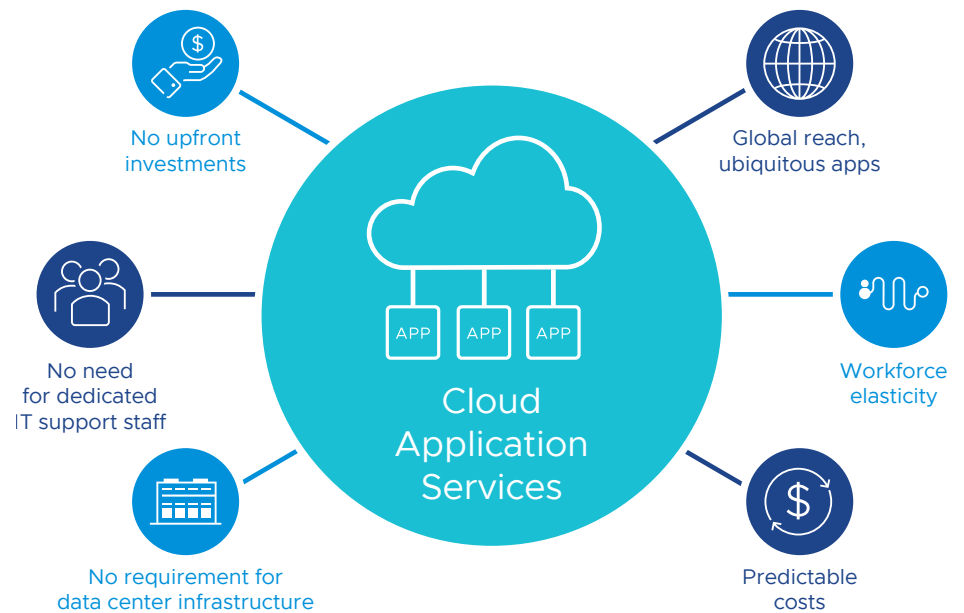 No upfront
investments
Global reach,
ubiquitous apps
No need
for dedicated
IT support staff
APP
APP
APP
Cloud
Application
Services
Workforce
elasticity
No requirement for
data center infrastructure
Predictable
costs
$
$